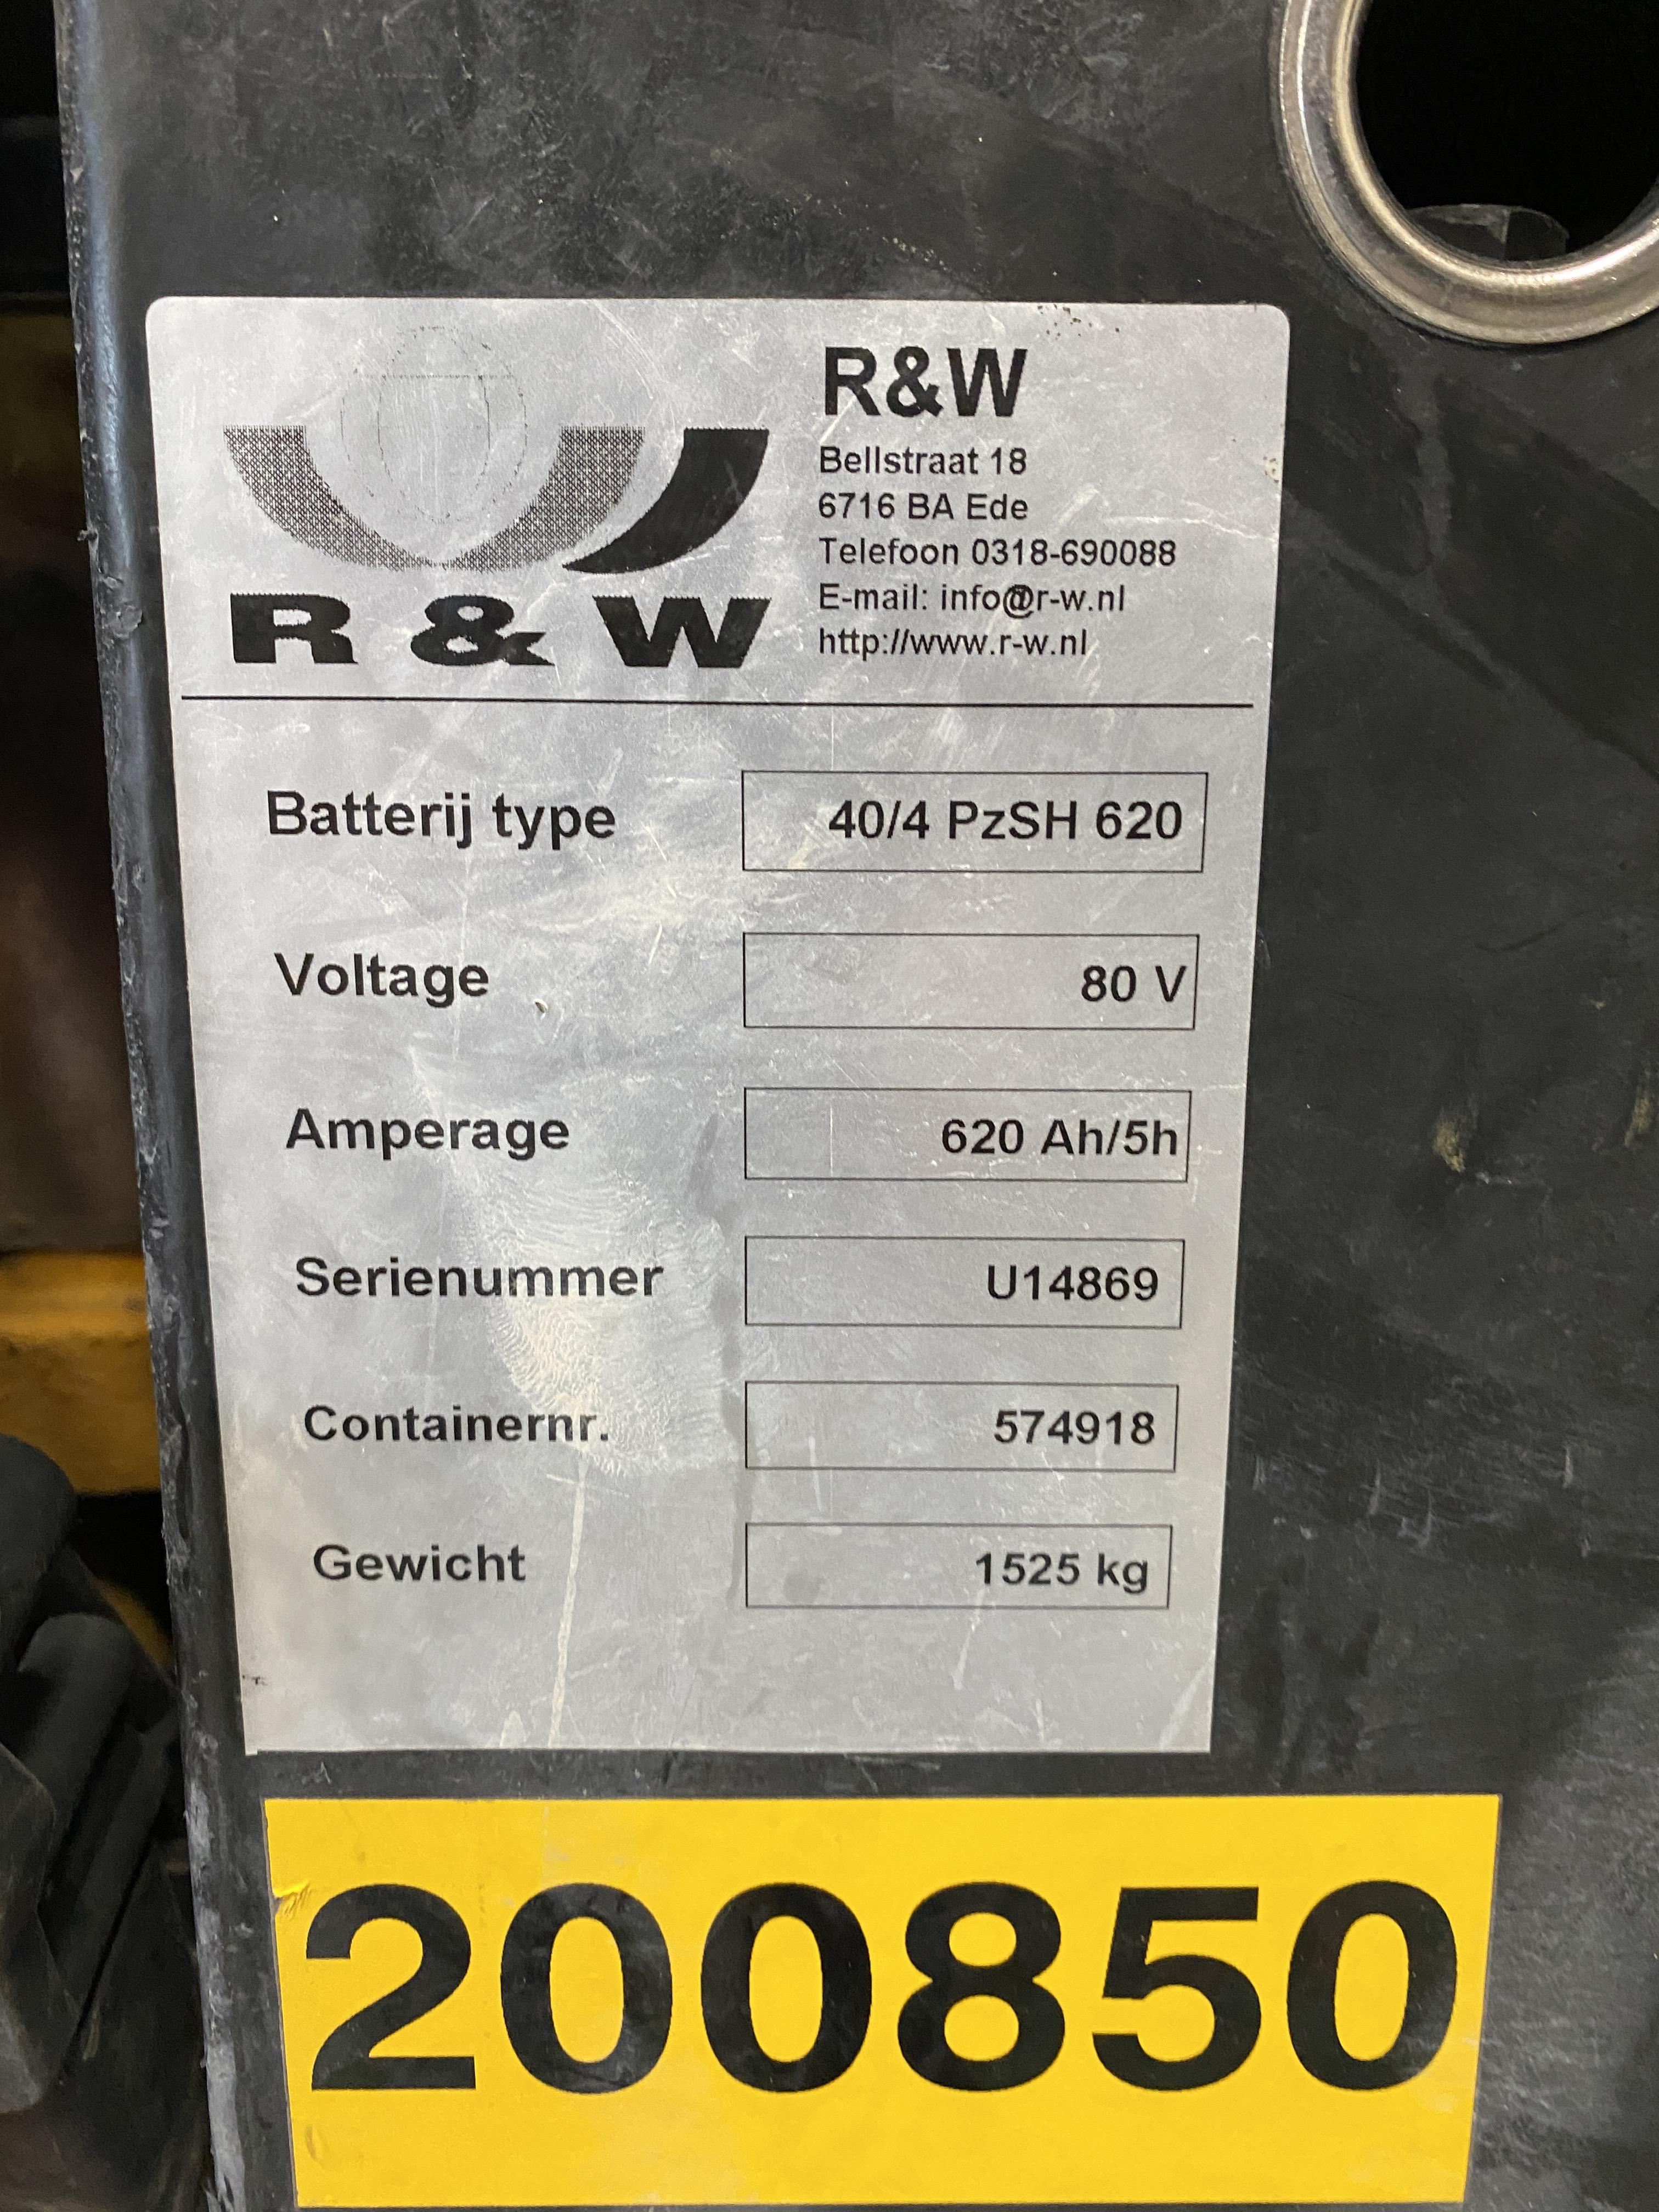 R & W
R&W
Bellstraat 18
6716 BA Ede
Telefoon 0318-690088
E-mail: info@r-w.nl
http://www.r-w.nl
Batterij type 40/4 PzSH 620
Voltage 80 V
Amperage 620 Ah/5h
Serienummer U14869
Containernr. 574918
Gewicht 1525 kg
200850